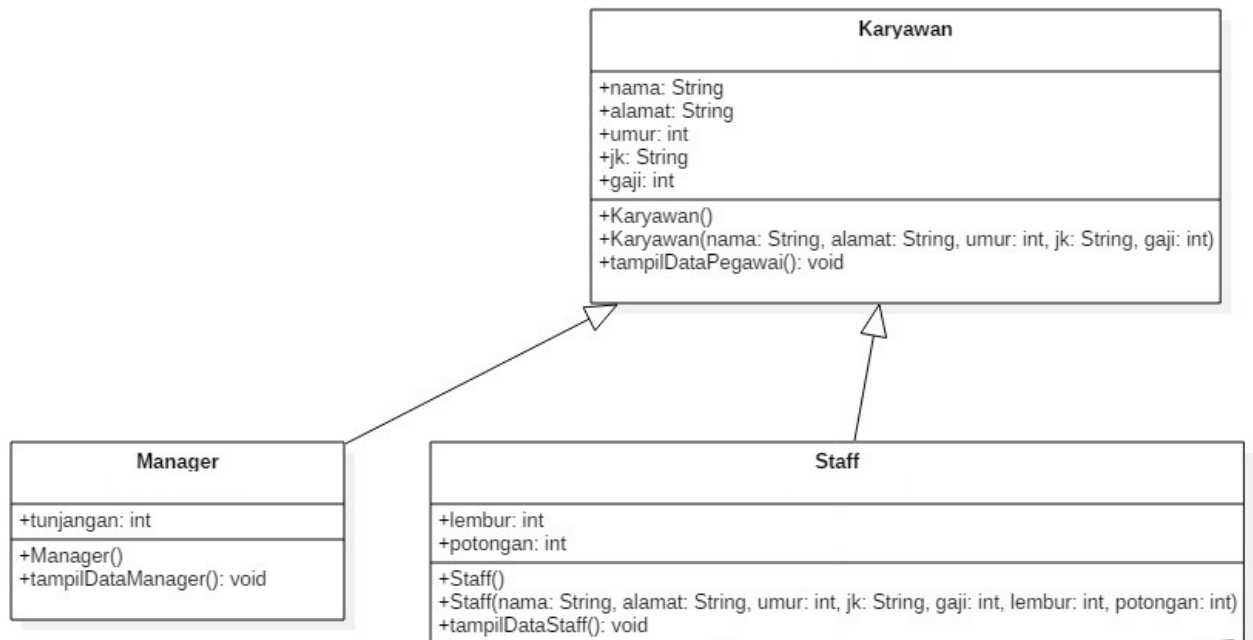 Karyawan
+nama: String
+alamat: String
+umur: int
+jk: String
+gaji: int
+Karyawan()
+Karyawan(nama: String, alamat: String, umur: int, jk: String, gaji: int)
+tampilDataPegawai(): void
Manager
+tunjangan: int
+Manager()
+tampilDataManager(): void
Staff
+lembur: int
+potongan: int
+Staff()
+Staff(nama: String, alamat: String, umur: int, jk: String, gaji: int, lembur: int, potongan: int)
+tampilDataStaff(): void